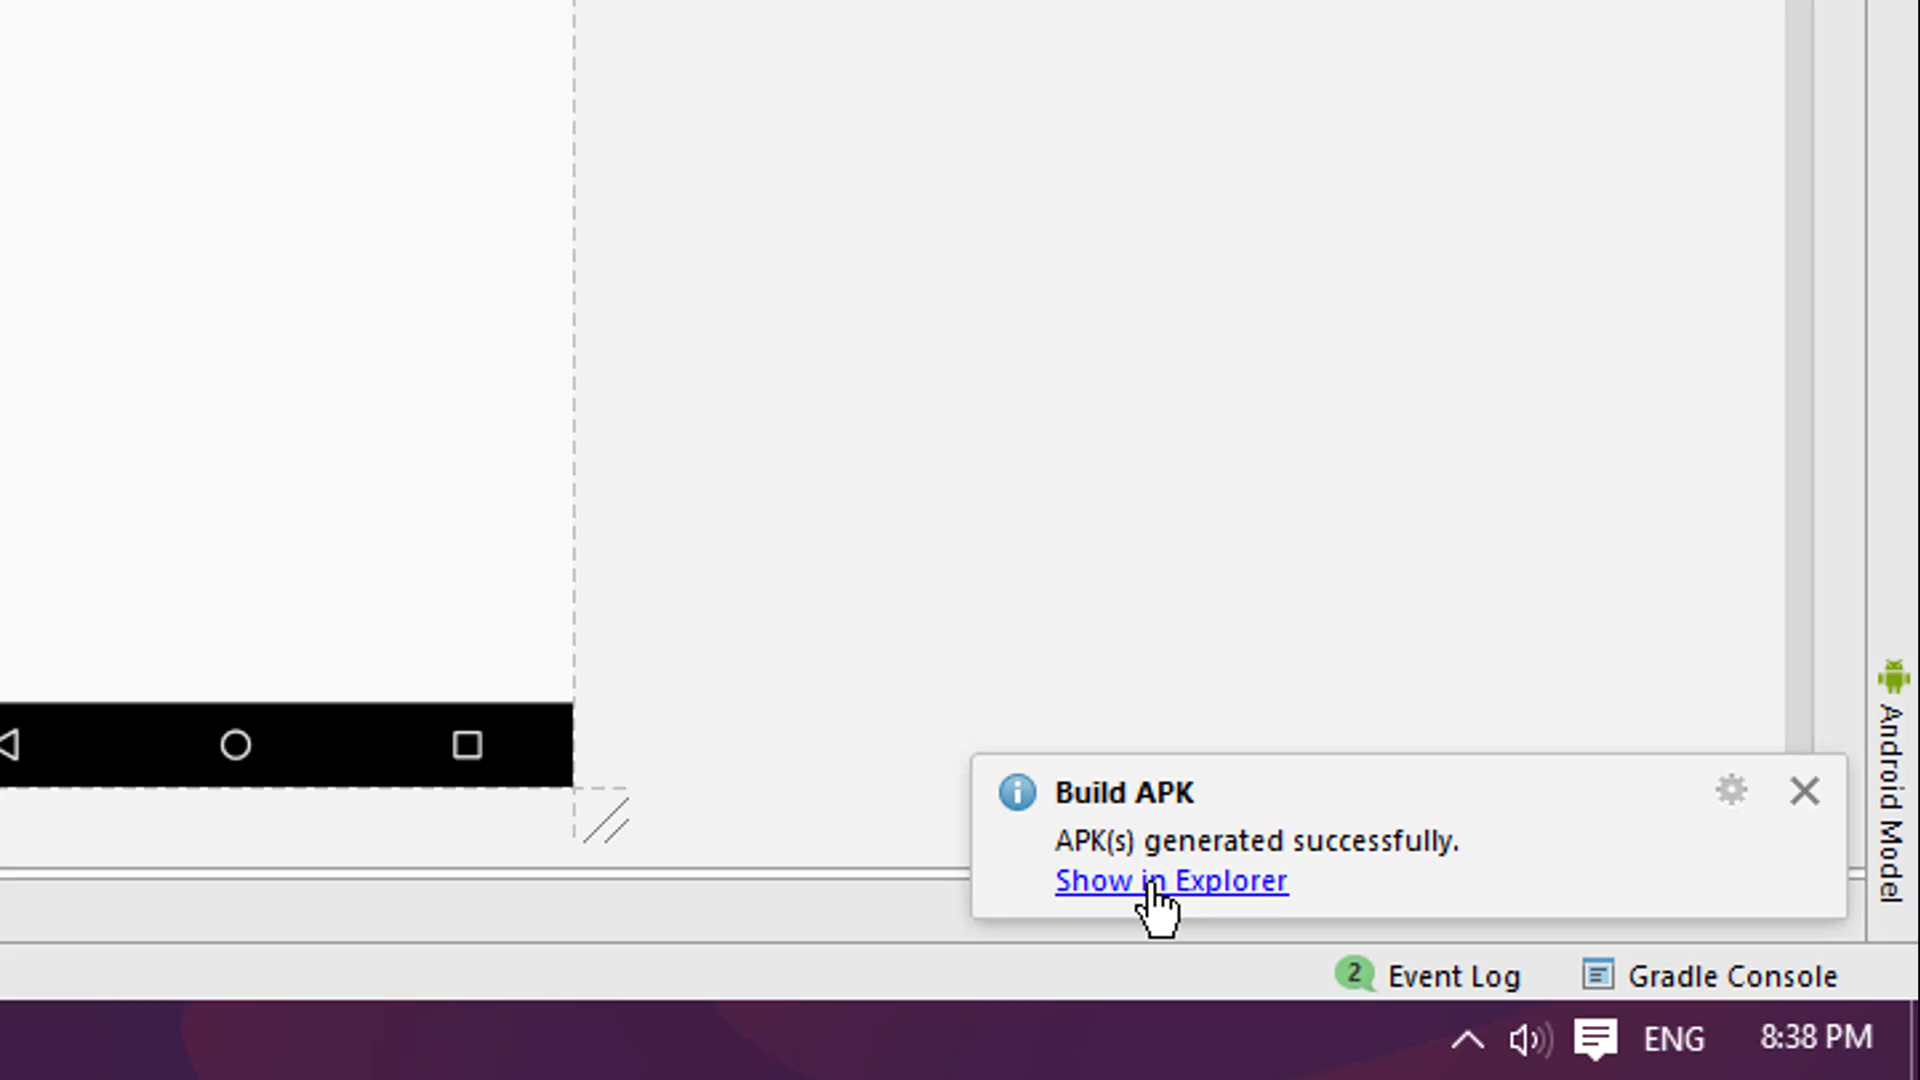 Android Model
Build APK
APK(s) generated successfully.
Show in Explorer
2 Event Log
Gradle Console
ENG
8:38 PM